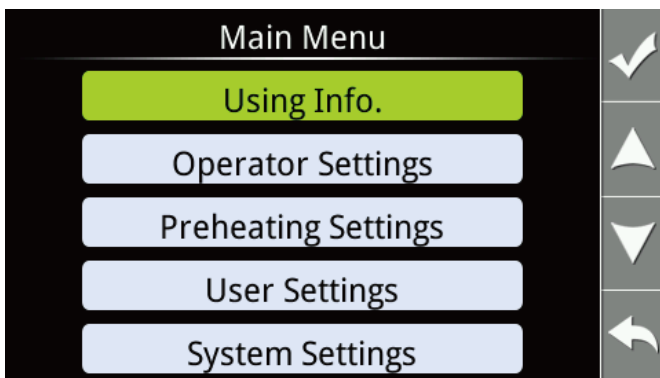 Main Menu
Using Info.
Operator Settings
Preheating Settings
User Settings
System Settings